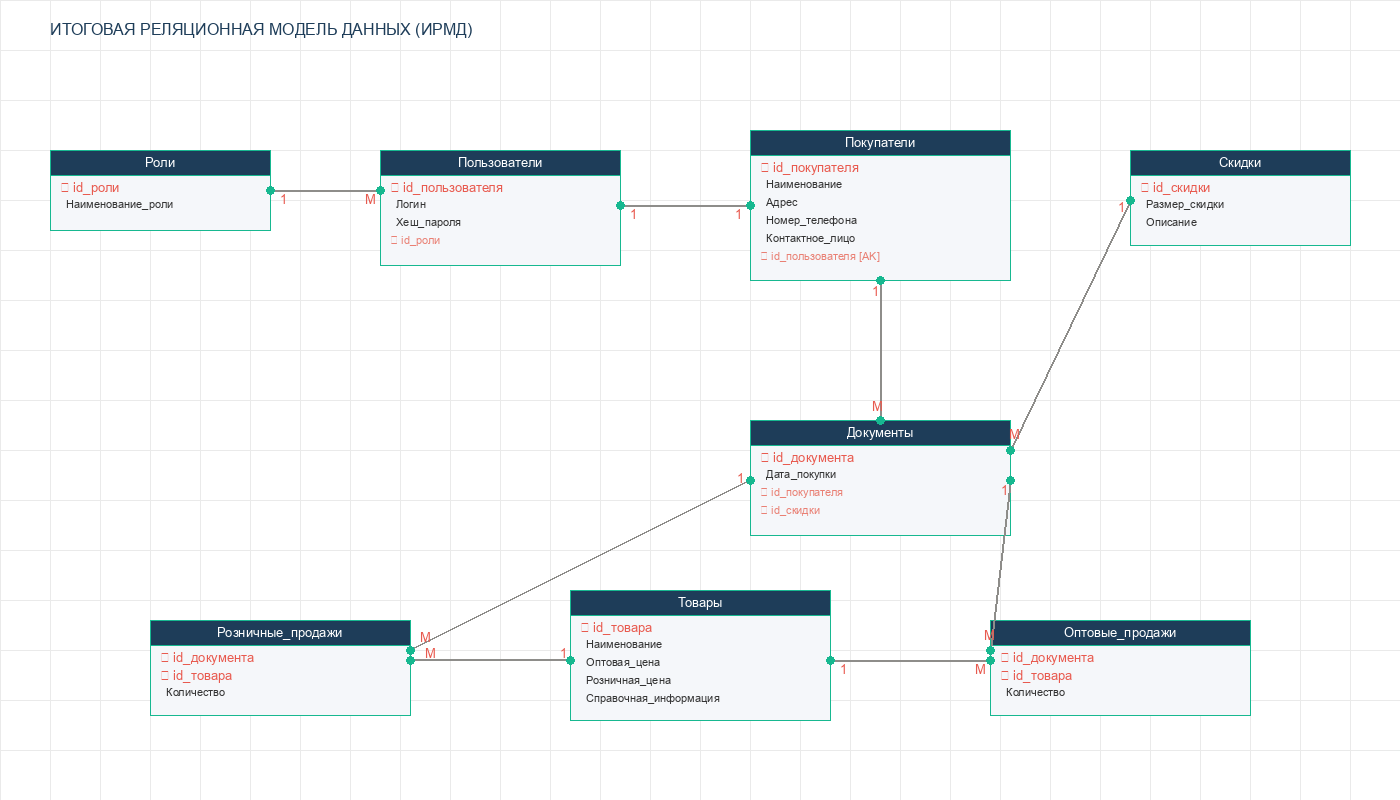 ИТОГОВАЯ РЕЛЯЦИОННАЯ МОДЕЛЬ ДАННЫХ (ИРМД)
Роли
id_роли
Наименование_роли
1
M
Пользователи
id_пользователя
Логин
Хеш_пароля
id_роли
1
1
Покупатели
id_покупателя
Наименование
Адрес
Номер_телефона
Контактное_лицо
id_пользователя [AK]
1
M
Скидки
id_скидки
Размер_скидки
Описание
1
M
Документы
id_документа
Дата_покупки
id_покупателя
id_скидки
1
1
Розничные_продажи
id_документа
id_товара
Количество
M
M
1
Товары
id_товара
Наименование
Оптовая_цена
Розничная_цена
Справочная_информация
1
M
M
Оптовые_продажи
id_документа
id_товара
Количество